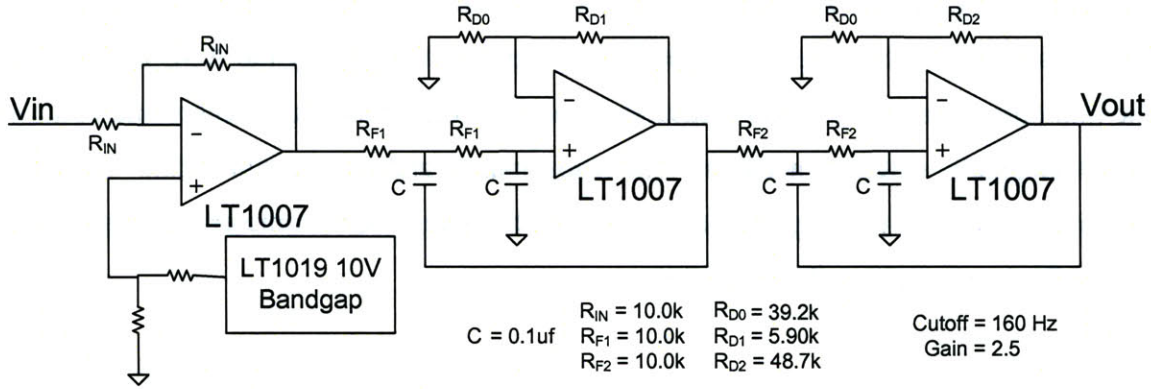 Vin
R_IN
R_IN
LT1007
LT1019 10V
Bandgap
R_F1
R_F1
C
C
R_D0
R_D1
LT1007
R_F2
R_F2
C
C
R_D0
R_D2
LT1007
Vout
C = 0.1uf
R_IN = 10.0k
R_F1 = 10.0k
R_F2 = 10.0k
R_D0 = 39.2k
R_D1 = 5.90k
R_D2 = 48.7k
Cutoff = 160 Hz
Gain = 2.5